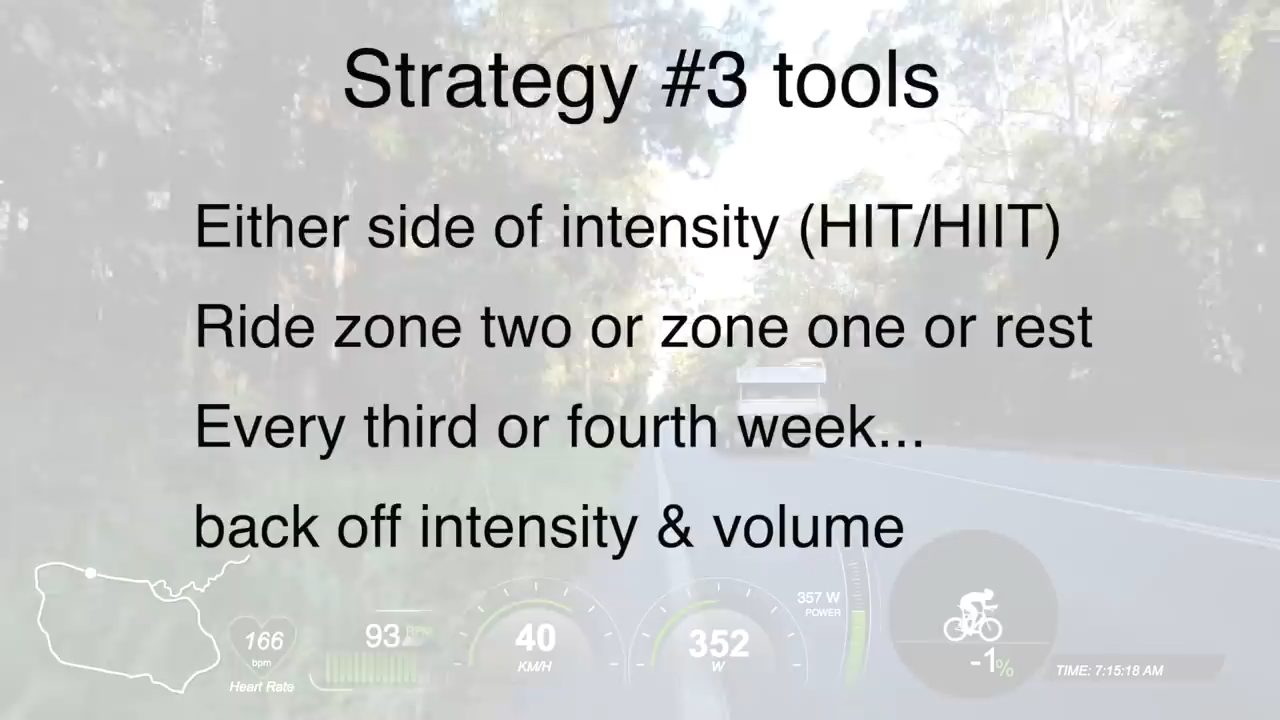 Strategy #3 tools
Either side of intensity (HIT/HIIT)
Ride zone two or zone one or rest
Every third or fourth week...
back off intensity & volume
357 W
POWER
166
bpm
Heart Rate
93 RPM
40
KM/H
352
W
-1%
TIME: 7:15:18 AM